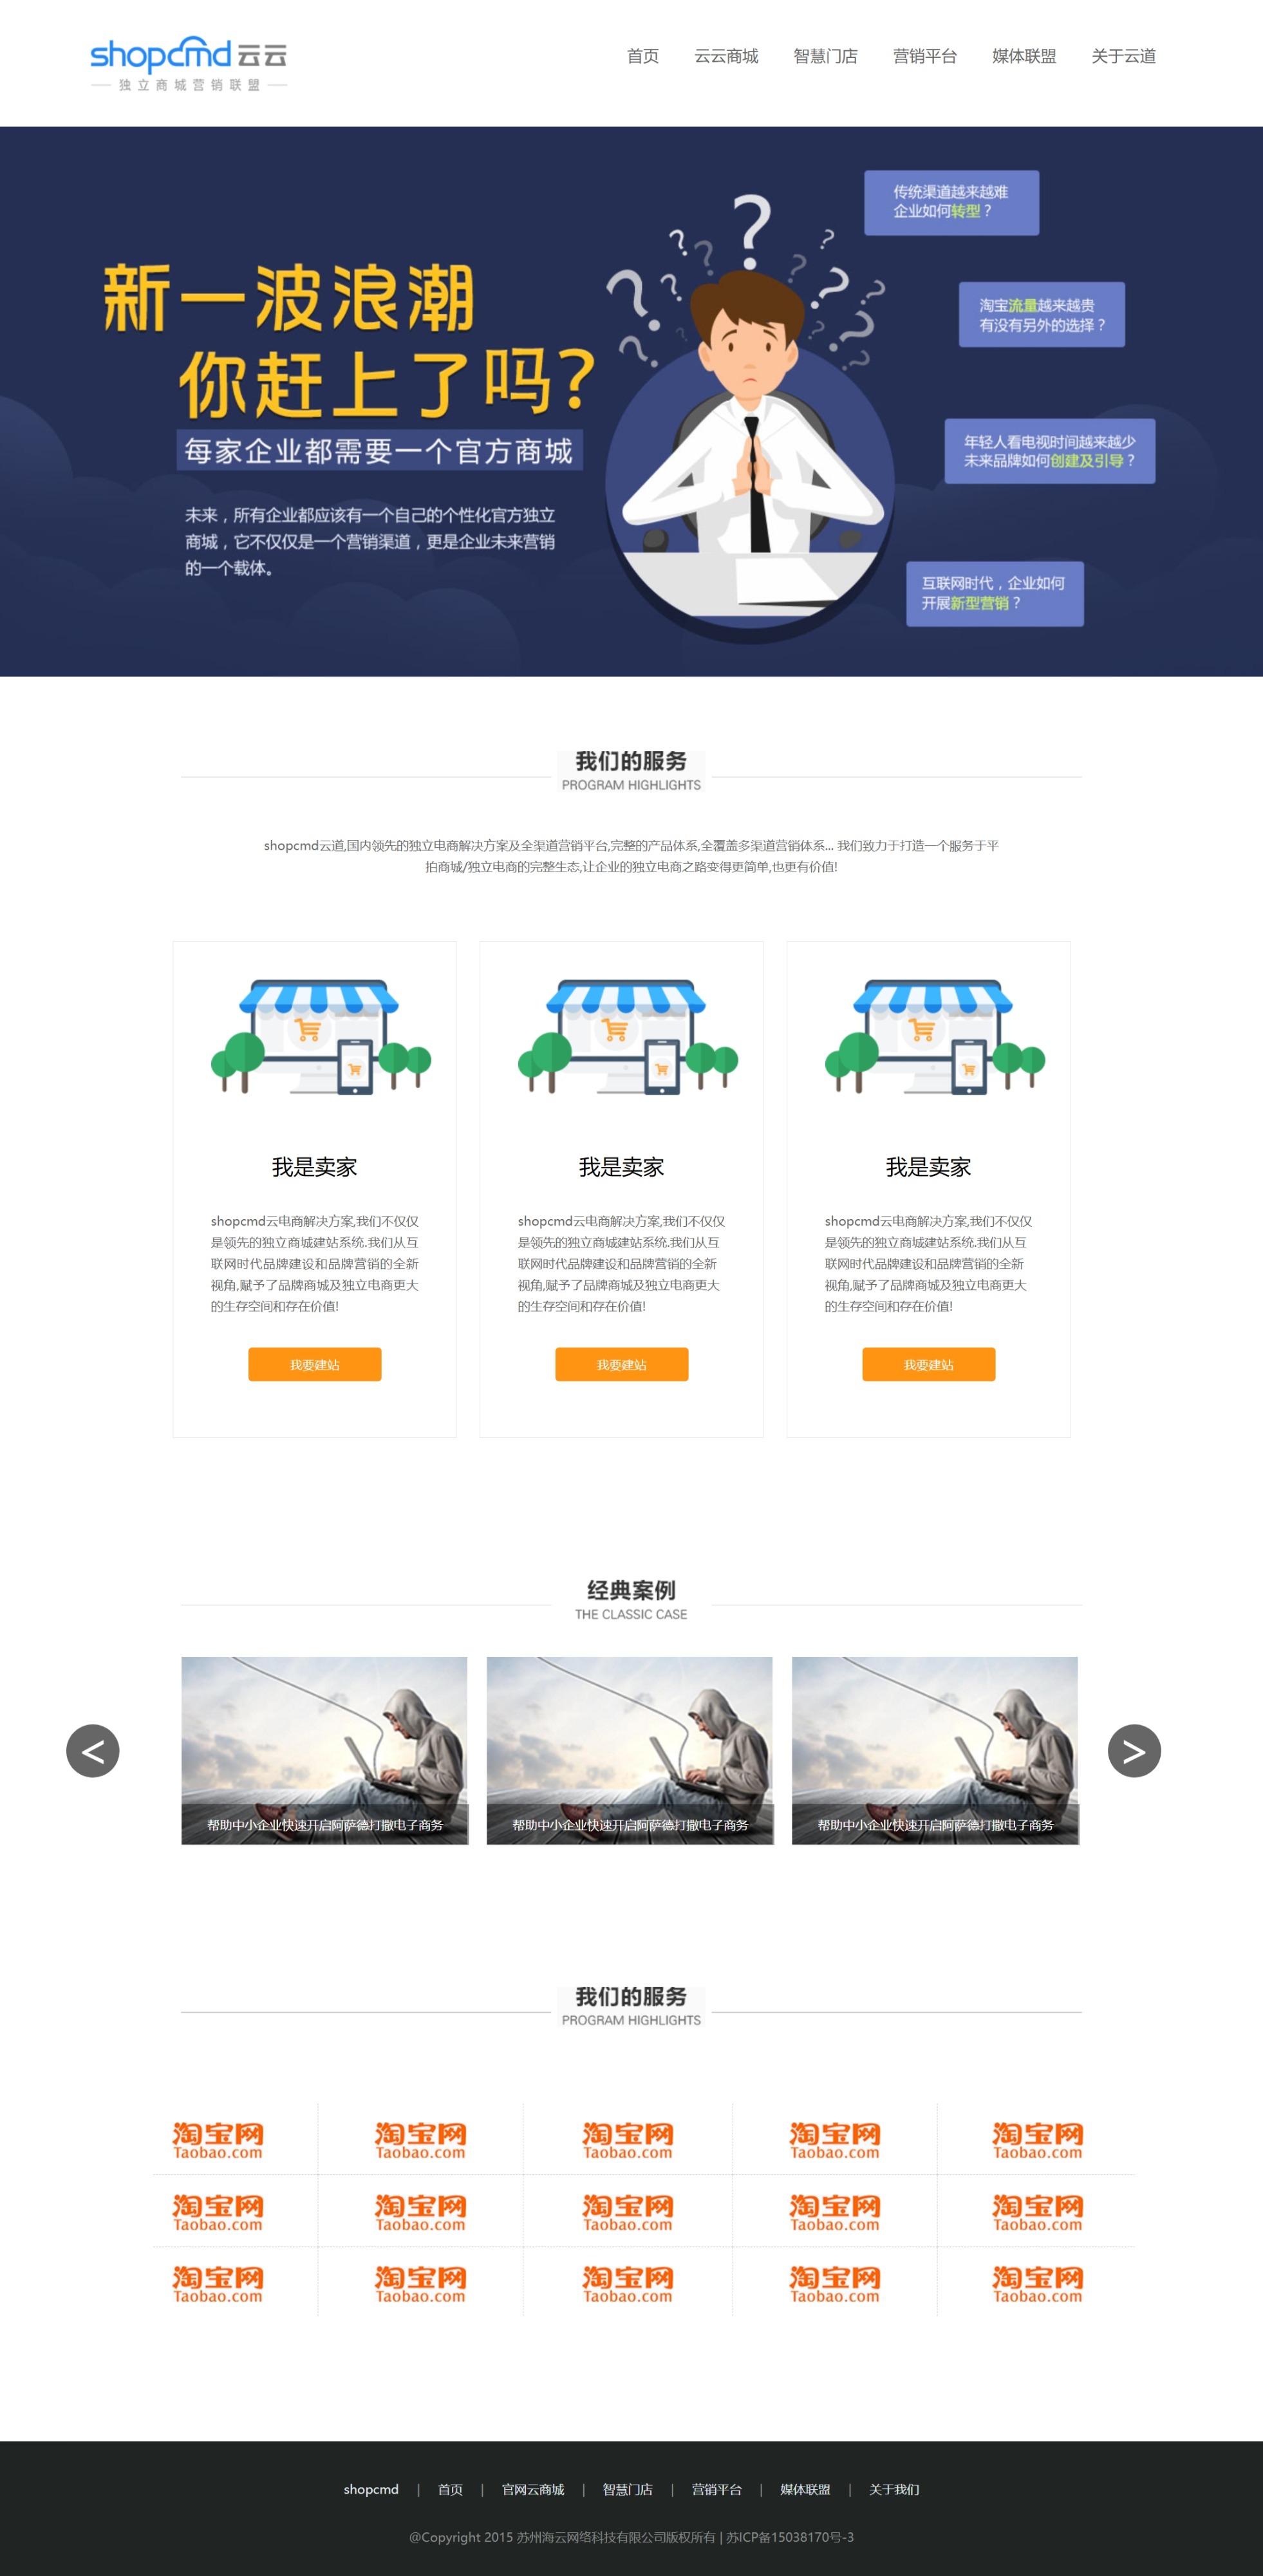 shopcmd 云云
独立商城营销联盟
首页 云云商城 智慧门店 营销平台 媒体联盟 关于云道
传统渠道越来越难
企业如何转型？
淘宝流量越来越贵
有没有另外的选择？
新一波浪潮
你赶上了吗?
每家企业都需要一个官方商城
年轻人看电视时间越来越少
未来品牌如何创建及引导？
未来，所有企业都应该有一个自己的个性化官方独立
商城，它不仅仅是一个营销渠道，更是企业未来营销
的一个载体。
互联网时代，企业如何
开展新型营销？
我们的服务
PROGRAM HIGHLIGHTS
shopcmd云道,国内领先的独立电商解决方案及全渠道营销平台,完整的产品体系,全覆盖多渠道营销体系... 我们致力于打造一个服务于平
拍商城/独立电商的完整生态,让企业的独立电商之路变得更简单,也更有价值!
我是卖家
shopcmd云电商解决方案,我们不仅仅
是领先的独立商城建站系统.我们从互
联网时代品牌建设和品牌营销的全新
视角,赋予了品牌商城及独立电商更大
的生存空间和存在价值!
我要建站
我是卖家
shopcmd云电商解决方案,我们不仅仅
是领先的独立商城建站系统.我们从互
联网时代品牌建设和品牌营销的全新
视角,赋予了品牌商城及独立电商更大
的生存空间和存在价值!
我要建站
我是卖家
shopcmd云电商解决方案,我们不仅仅
是领先的独立商城建站系统.我们从互
联网时代品牌建设和品牌营销的全新
视角,赋予了品牌商城及独立电商更大
的生存空间和存在价值!
我要建站
经典案例
THE CLASSIC CASE
< >
帮助中小企业快速开启阿萨德打撒电子商务 帮助中小企业快速开启阿萨德打撒电子商务 帮助中小企业快速开启阿萨德打撒电子商务
我们的服务
PROGRAM HIGHLIGHTS
淘宝网 淘宝网 淘宝网 淘宝网 淘宝网
Taobao.com Taobao.com Taobao.com Taobao.com Taobao.com
淘宝网 淘宝网 淘宝网 淘宝网 淘宝网
Taobao.com Taobao.com Taobao.com Taobao.com Taobao.com
淘宝网 淘宝网 淘宝网 淘宝网 淘宝网
Taobao.com Taobao.com Taobao.com Taobao.com Taobao.com
shopcmd | 首页 | 官网云商城 | 智慧门店 | 营销平台 | 媒体联盟 | 关于我们
@Copyright 2015 苏州海云网络科技有限公司版权所有 | 苏ICP备15038170号-3